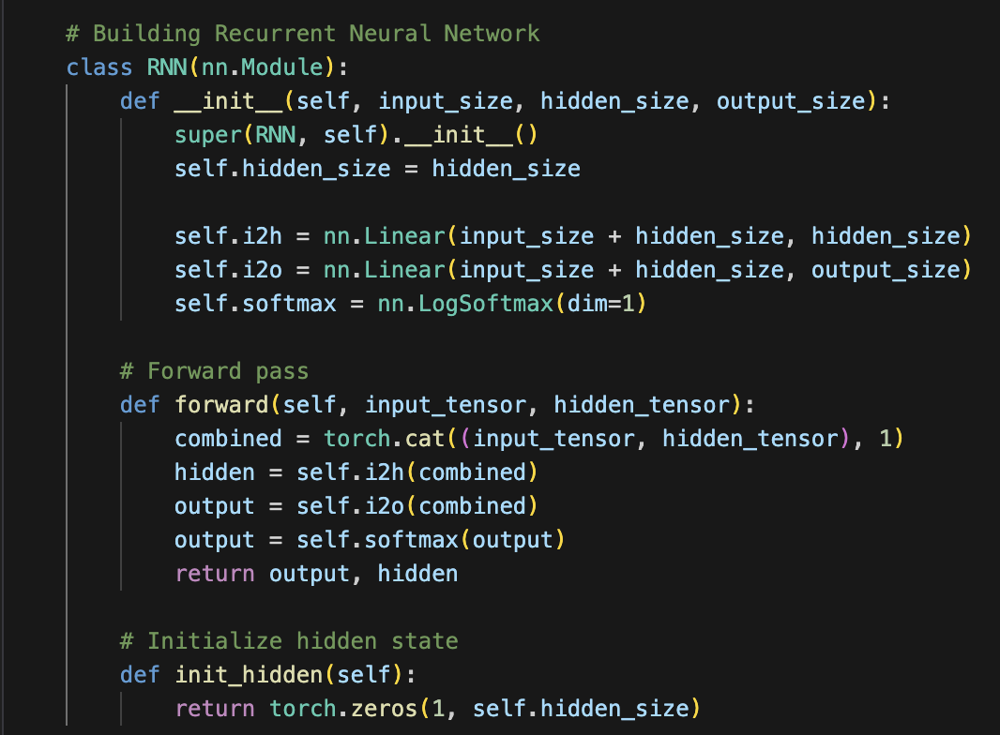 # Building Recurrent Neural Network
class RNN(nn.Module):
    def __init__(self, input_size, hidden_size, output_size):
        super(RNN, self).__init__()
        self.hidden_size = hidden_size

        self.i2h = nn.Linear(input_size + hidden_size, hidden_size)
        self.i2o = nn.Linear(input_size + hidden_size, output_size)
        self.softmax = nn.LogSoftmax(dim=1)

    # Forward pass
    def forward(self, input_tensor, hidden_tensor):
        combined = torch.cat((input_tensor, hidden_tensor), 1)
        hidden = self.i2h(combined)
        output = self.i2o(combined)
        output = self.softmax(output)
        return output, hidden

    # Initialize hidden state
    def init_hidden(self):
        return torch.zeros(1, self.hidden_size)